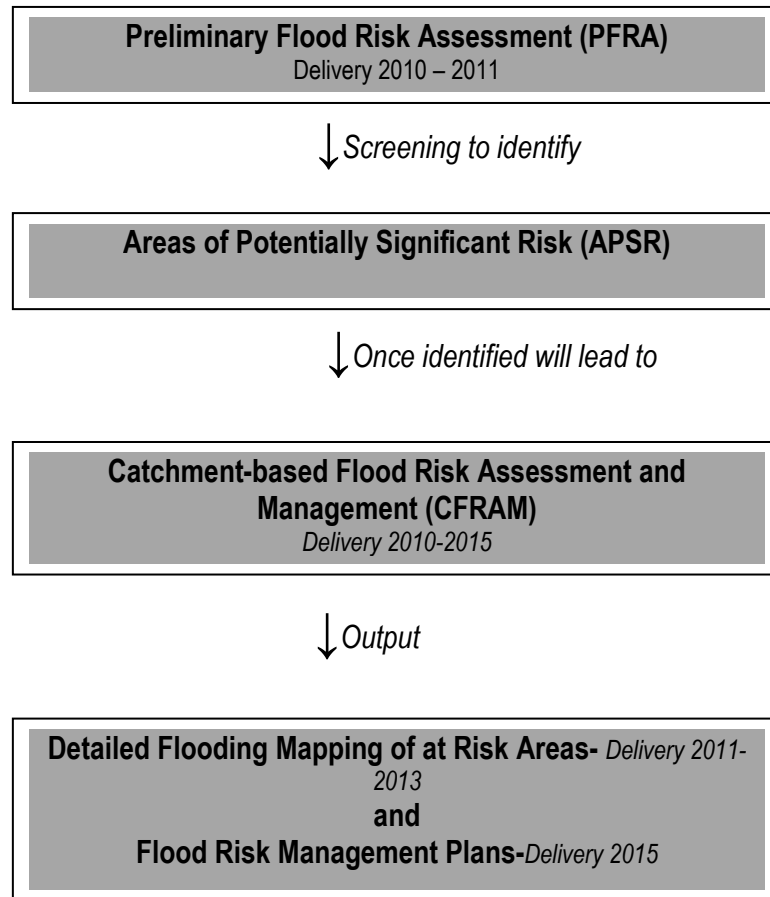 Preliminary Flood Risk Assessment (PFRA)
Delivery 2010 – 2011
↓ Screening to identify
Areas of Potentially Significant Risk (APSR)
↓ Once identified will lead to
Catchment-based Flood Risk Assessment and
Management (CFRAM)
Delivery 2010-2015
↓ Output
Detailed Flooding Mapping of at Risk Areas- Delivery 2011-
2013
and
Flood Risk Management Plans-Delivery 2015